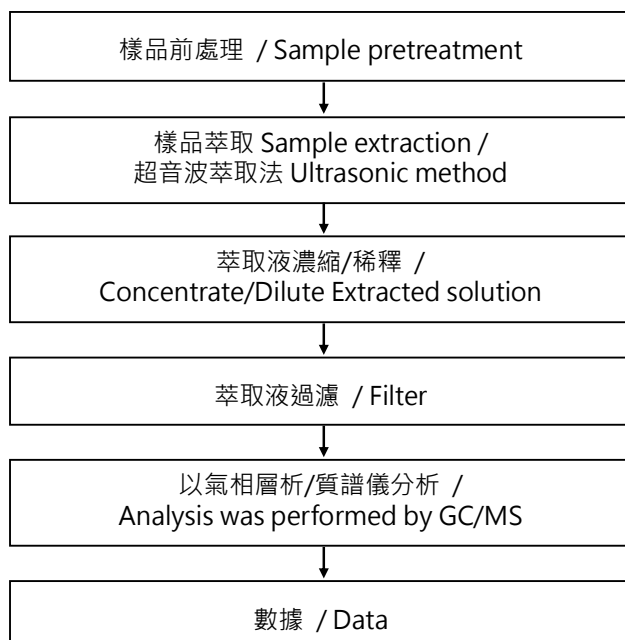 樣品前處理 / Sample pretreatment
樣品萃取 Sample extraction /
超音波萃取法 Ultrasonic method
萃取液濃縮/稀釋 /
Concentrate/Dilute Extracted solution
萃取液過濾 / Filter
以氣相層析/質譜儀分析 /
Analysis was performed by GC/MS
數據 / Data